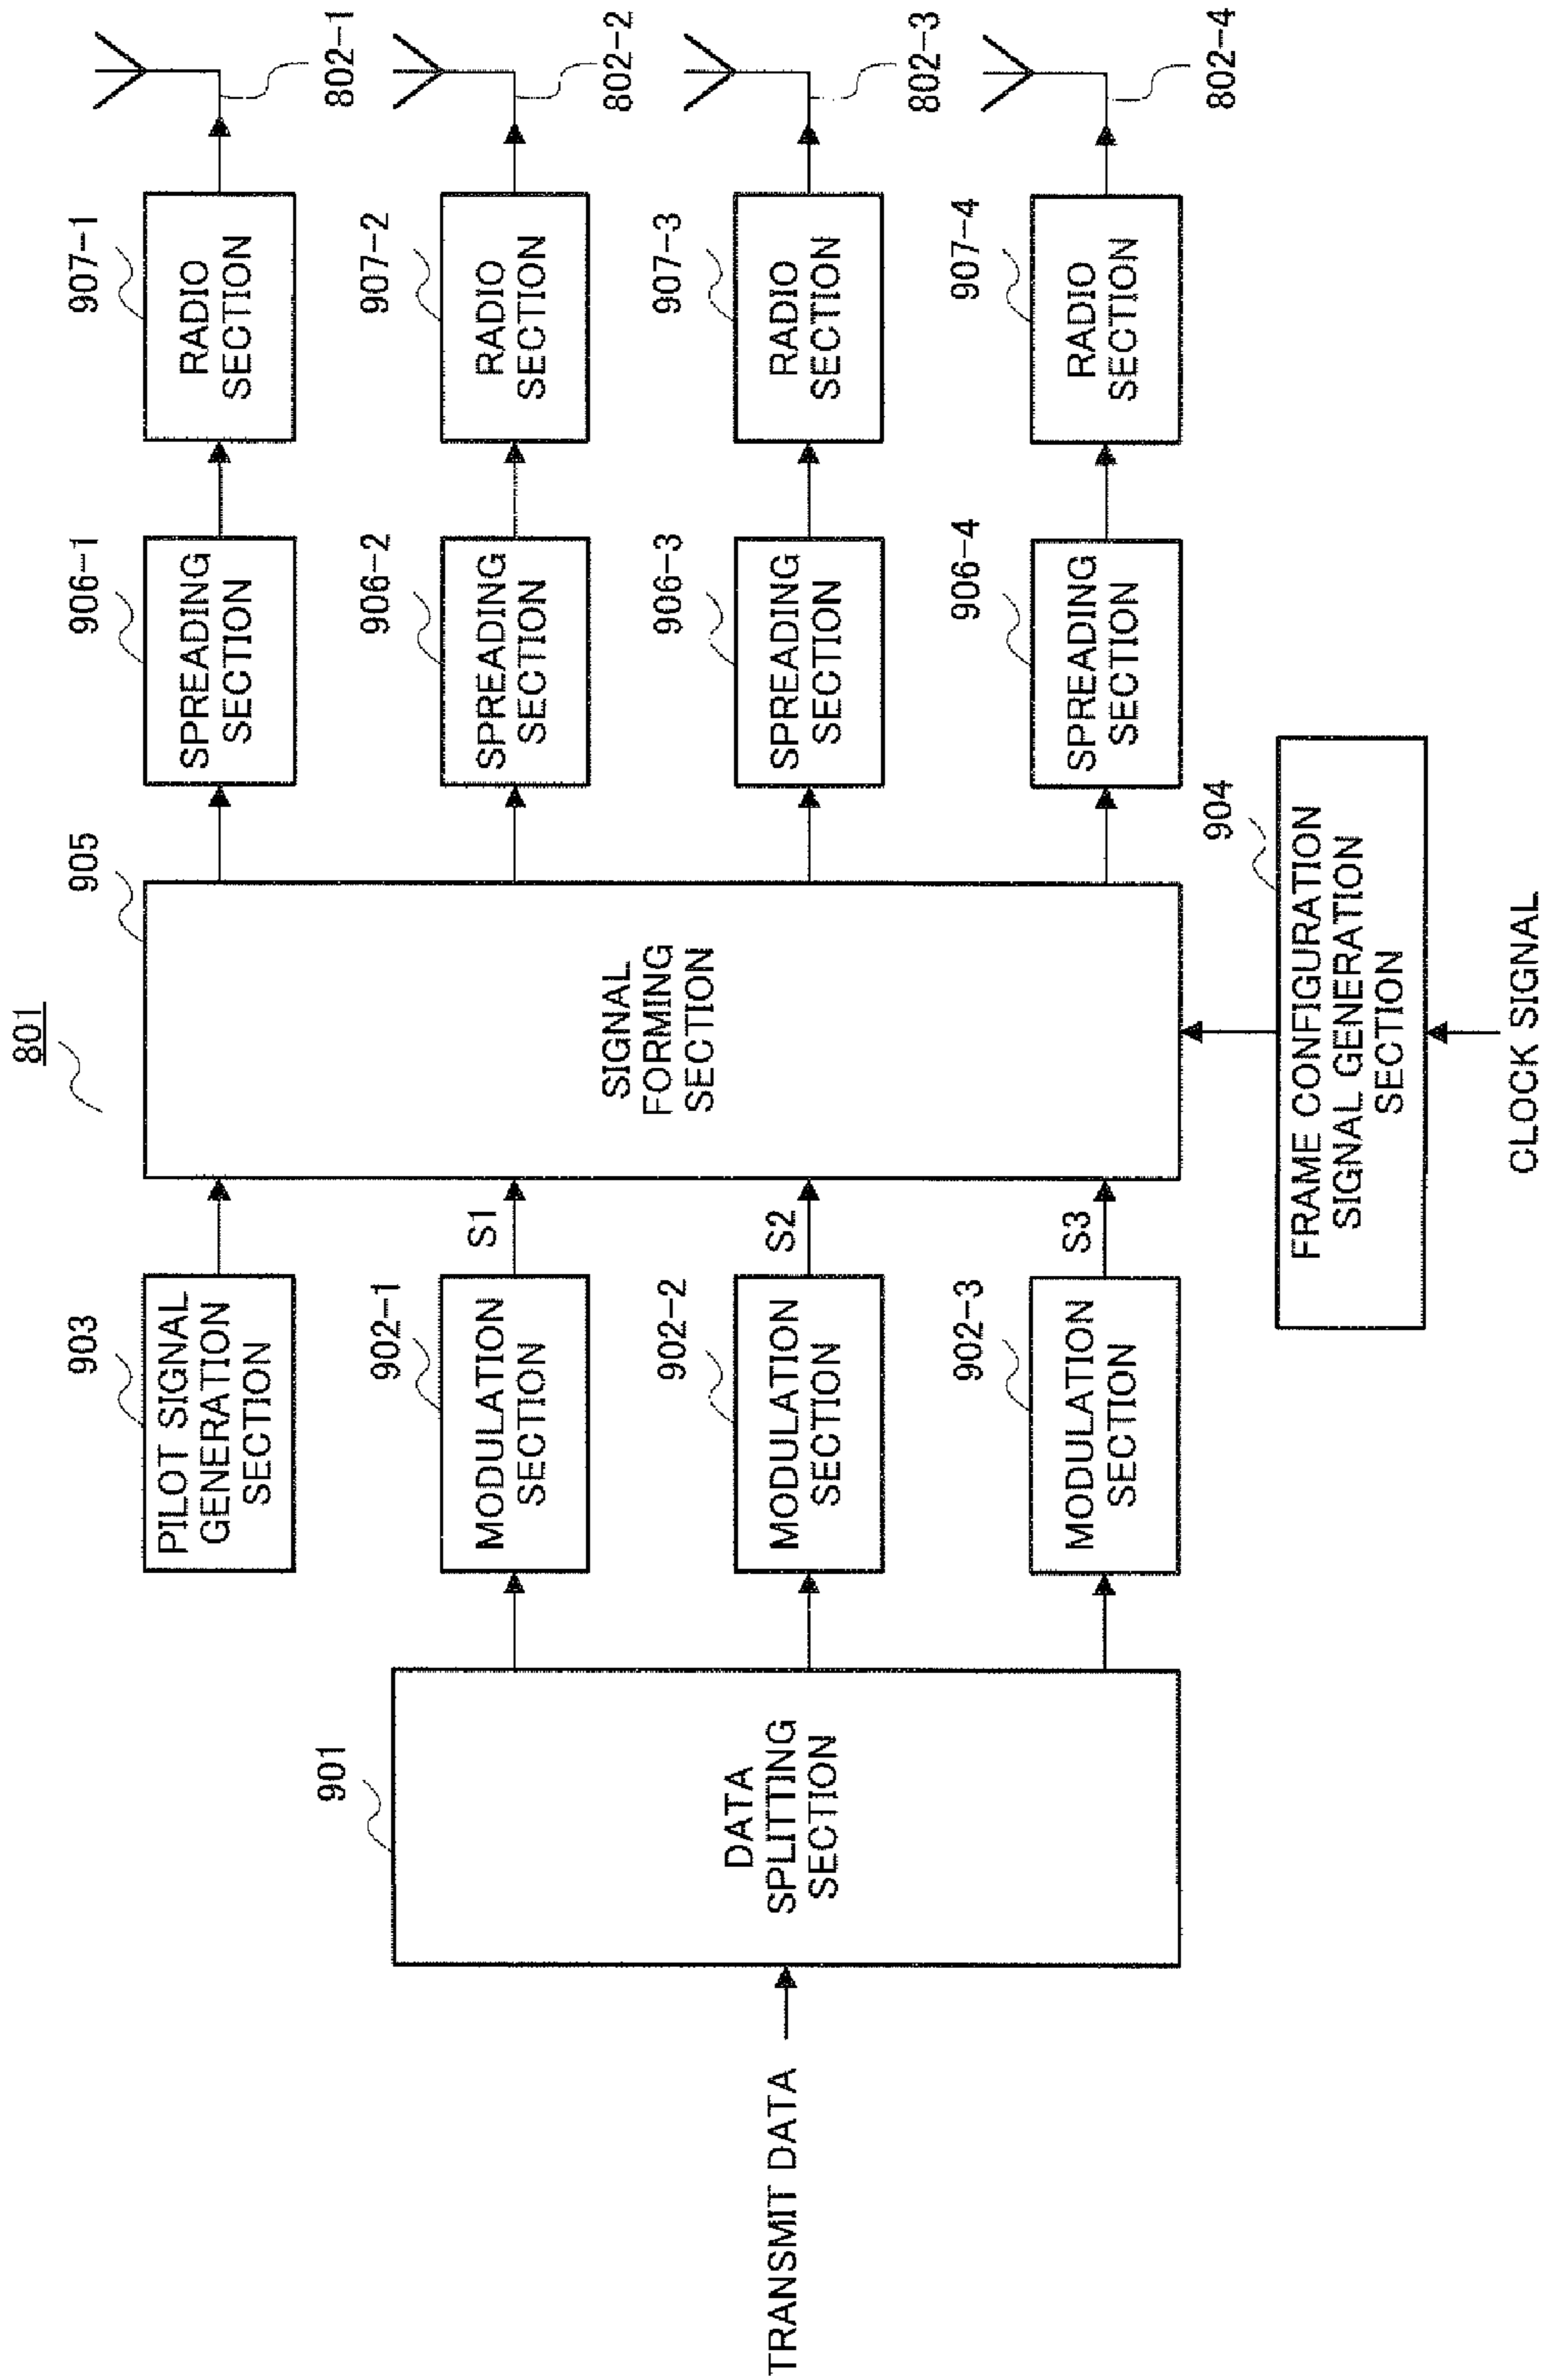 801
903
PILOT SIGNAL
GENERATION
SECTION
905
906-1
SPREADING
SECTION
907-1
RADIO
SECTION
802-1
901
902-1
MODULATION
SECTION
S1
906-2
SPREADING
SECTION
907-2
RADIO
SECTION
802-2
TRANSMIT DATA
DATA
SPLITTING
SECTION
902-2
MODULATION
SECTION
S2
SIGNAL
FORMING
SECTION
906-3
SPREADING
SECTION
907-3
RADIO
SECTION
802-3
902-3
MODULATION
SECTION
S3
906-4
SPREADING
SECTION
907-4
RADIO
SECTION
802-4
904
FRAME CONFIGURATION
SIGNAL GENERATION
SECTION
CLOCK SIGNAL